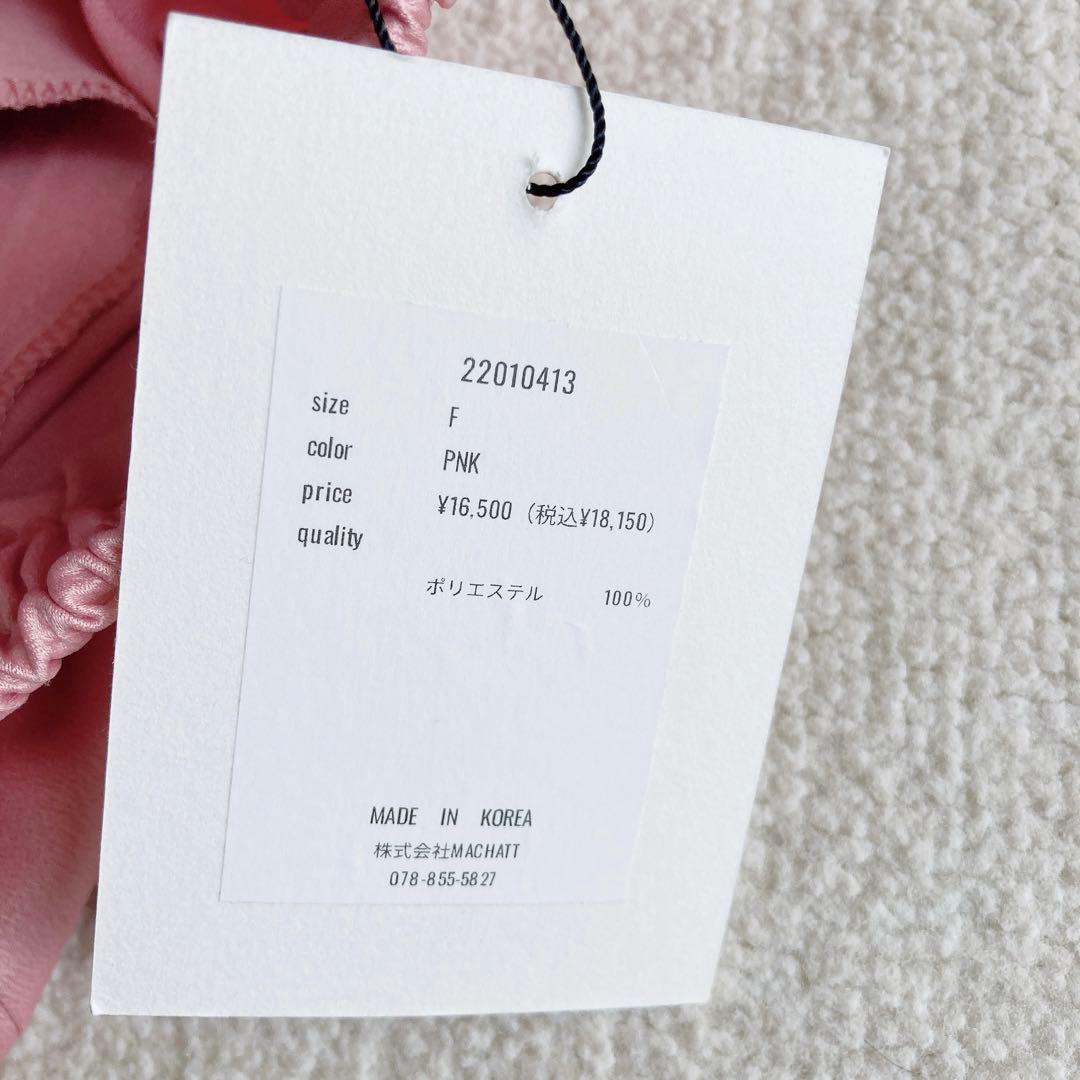 22010413
size F
color PNK
price ¥16,500（税込¥18,150）
quality
ポリエステル 100%
MADE IN KOREA
株式会社MACHATT
078-855-5827